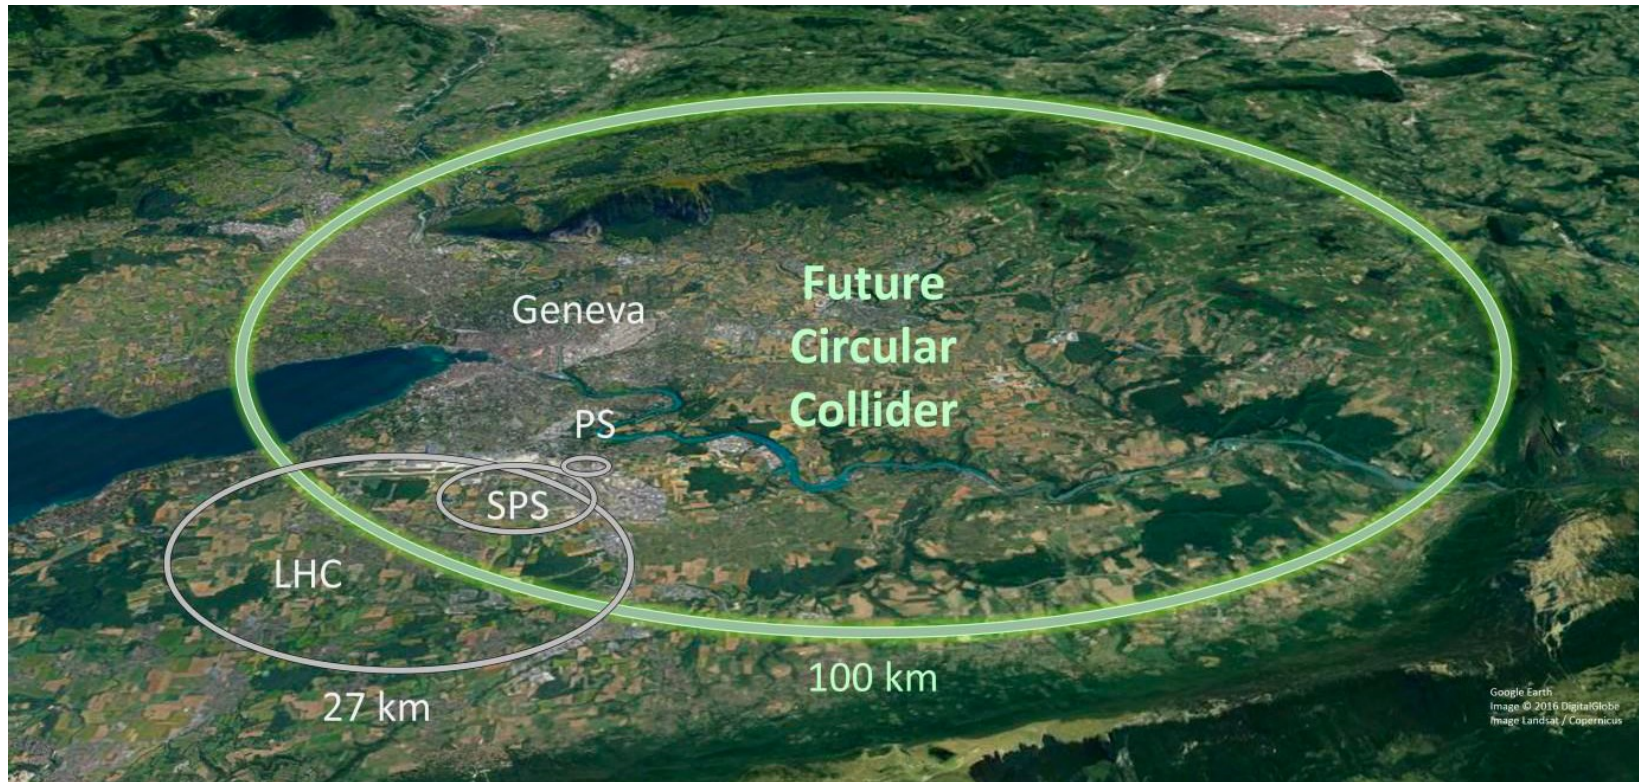 Future
Circular
Collider
Geneva
PS
SPS
LHC
100 km
27 km
Google Earth
Image © 2016 DigitalGlobe
Image Landsat / Copernicus